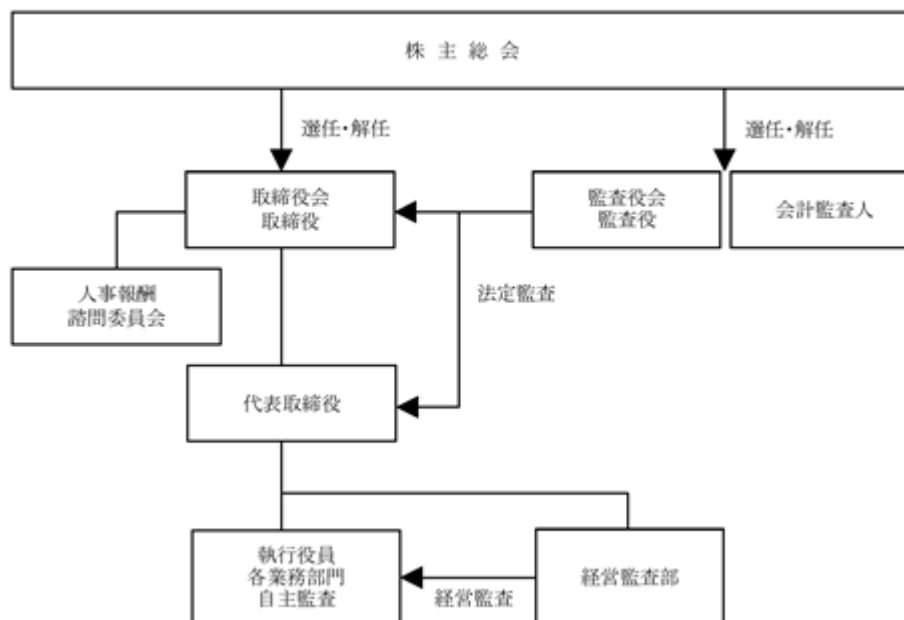 株主総会
選任・解任
選任・解任
取締役会
取締役
監査役会
監査役
会計監査人
人事報酬
諮問委員会
法定監査
代表取締役
執行役員
各業務部門
自主監査
経営監査
経営監査部